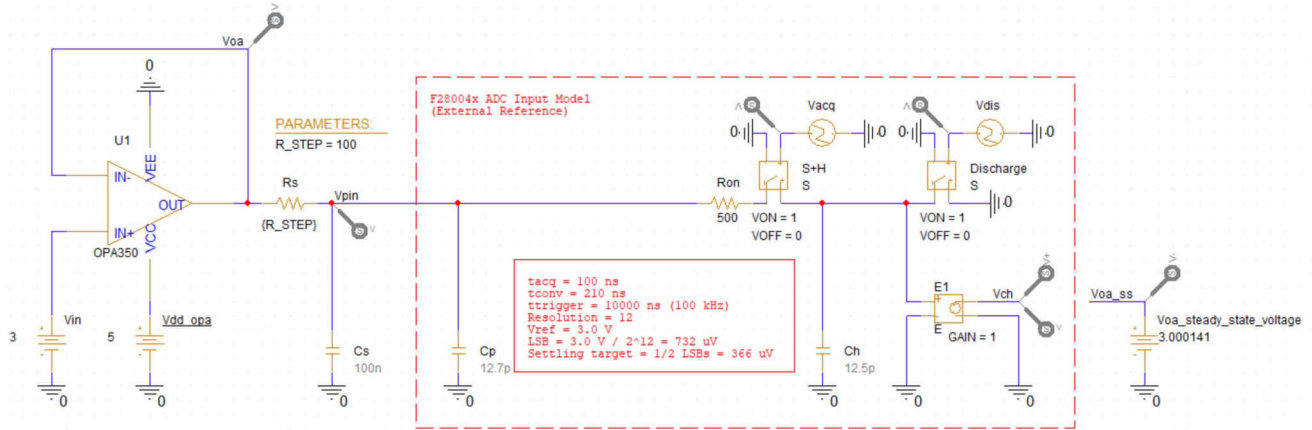 Voa
0
U1
IN-
VEE
OUT
IN+
VCC
OPA350
PARAMETERS:
R_STEP = 100
Rs
{R_STEP}
Vpin
V
3
Vin
5
Vdd_opa
0
0
Cs
100n
0
F28004x ADC Input Model
(External Reference)
Cp
12.7p
0
Ron
500
Vacq
0
0
S+H
S
VON = 1
VOFF = 0
Vdis
0
0
Discharge
S
0
VON = 1
VOFF = 0
tacq = 100 ns
tconv = 210 ns
ttrigger = 10000 ns (100 kHz)
Resolution = 12
Vref = 3.0 V
LSB = 3.0 V / 2^12 = 732 uV
Settling target = 1/2 LSBs = 366 uV
Ch
12.5p
0
E1
E
GAIN = 1
Vch
V+
V-
0
0
Voa_ss
V-
Voa_steady_state_voltage
3.000141
0